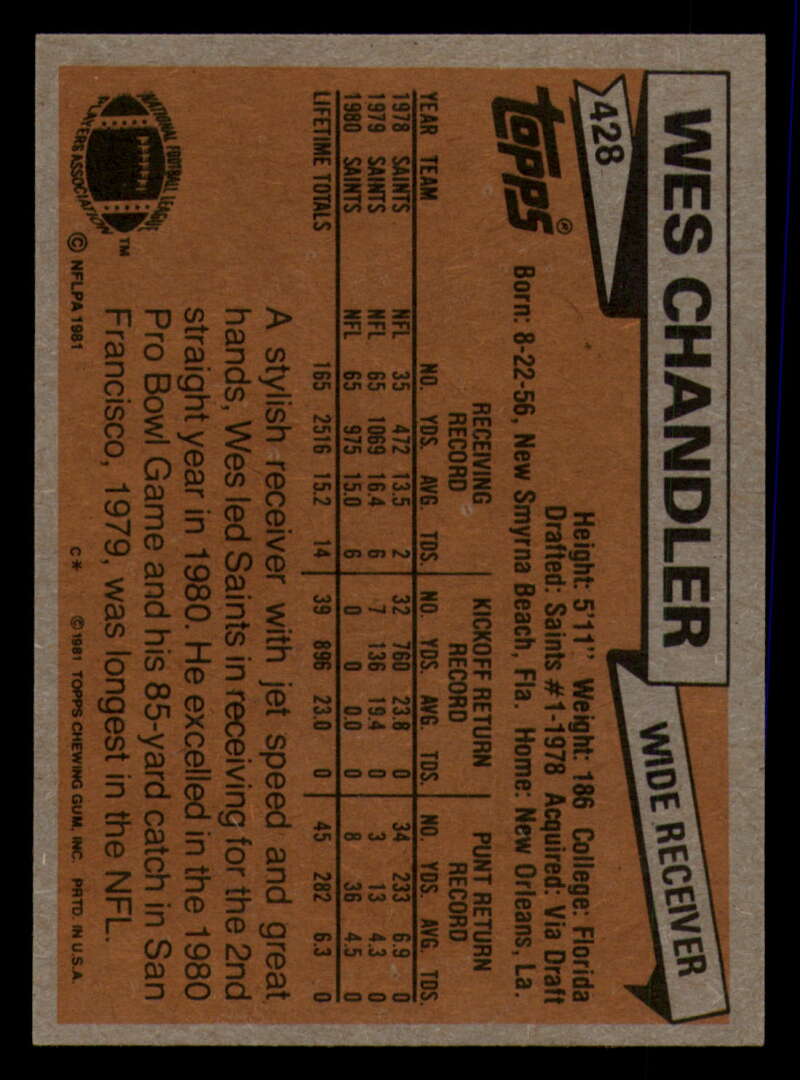 WES CHANDLER
WIDE RECEIVER
428
topps®
Height: 5'11" Weight: 186 College: Florida
Drafted: Saints #1-1978 Acquired: Via Draft
Born: 8-22-56, New Smyrna Beach, Fla. Home: New Orleans, La.
RECEIVING RECORD KICKOFF RETURN RECORD PUNT RETURN RECORD
YEAR TEAM NO. YDS. AVG. TDS. NO. YDS. AVG. TDS. NO. YDS. AVG. TDS.
1978 SAINTS NFL 35 472 13.5 2 32 760 23.8 0 34 233 6.9 0
1979 SAINTS NFL 65 1069 16.4 6 7 136 19.4 0 3 13 4.3 0
1980 SAINTS NFL 65 975 15.0 6 0 0 0.0 0 8 36 4.5 0
LIFETIME TOTALS 165 2516 15.2 14 39 896 23.0 0 45 282 6.3 0
A stylish receiver with jet speed and great
hands, Wes led Saints in receiving for the 2nd
straight year in 1980. He excelled in the 1980
Pro Bowl Game and his 85-yard catch in San
Francisco, 1979, was longest in the NFL.
NATIONAL FOOTBALL LEAGUE
PLAYERS ASSOCIATION
™
© NFLPA 1981
C* © 1981 TOPPS CHEWING GUM, INC. PRTD. IN U.S.A.